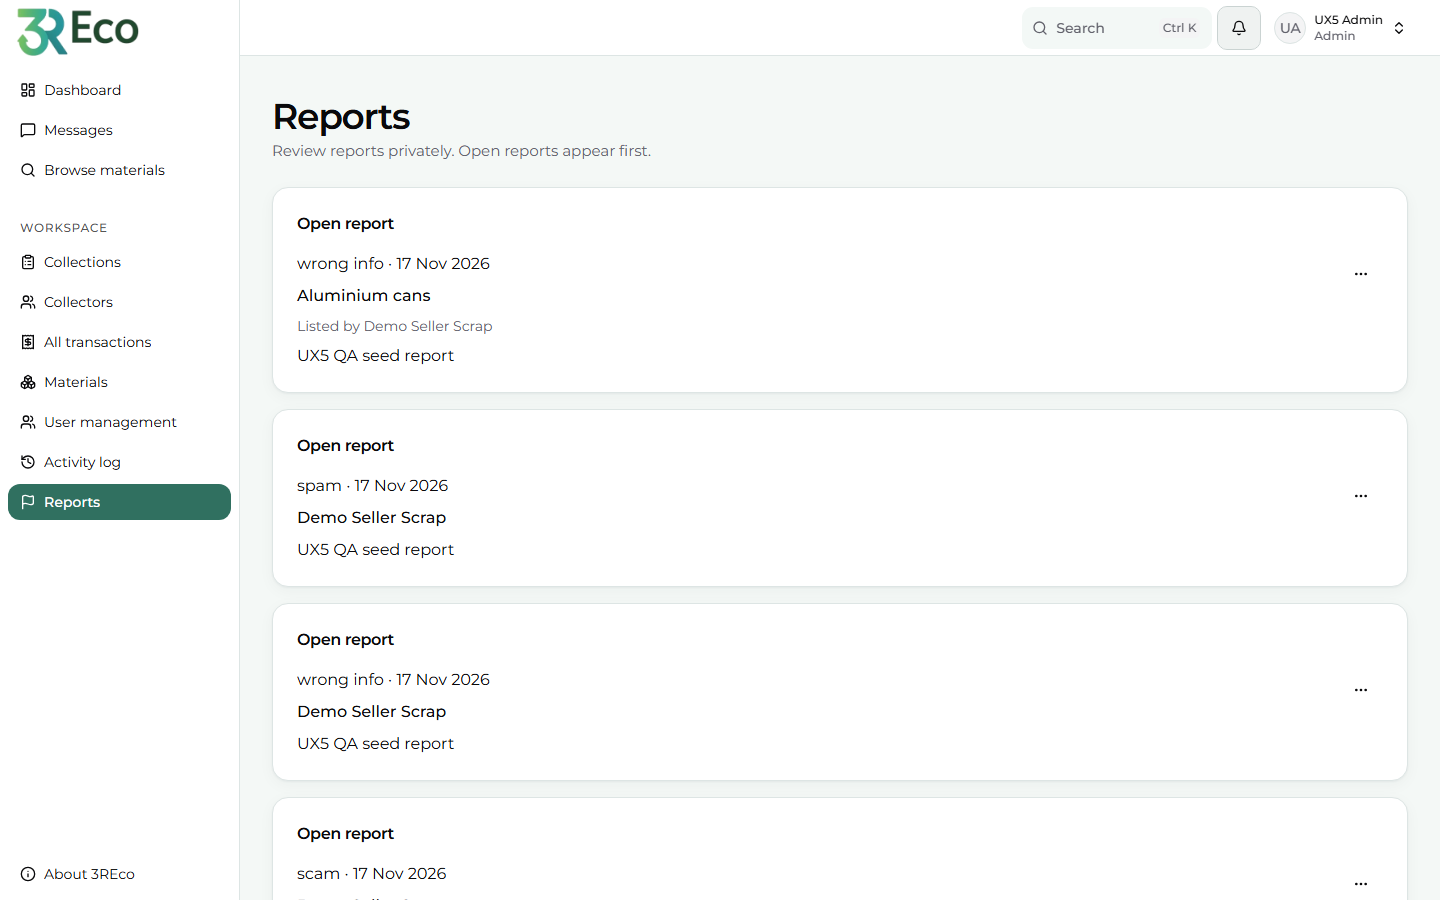 3R Eco
Search Ctrl K
UA
UX5 Admin
Admin
Dashboard
Messages
Browse materials
WORKSPACE
Collections
Collectors
All transactions
Materials
User management
Activity log
Reports
About 3REco
Reports
Review reports privately. Open reports appear first.
Open report
wrong info · 17 Nov 2026
Aluminium cans
Listed by Demo Seller Scrap
UX5 QA seed report
Open report
spam · 17 Nov 2026
Demo Seller Scrap
UX5 QA seed report
Open report
wrong info · 17 Nov 2026
Demo Seller Scrap
UX5 QA seed report
Open report
scam · 17 Nov 2026